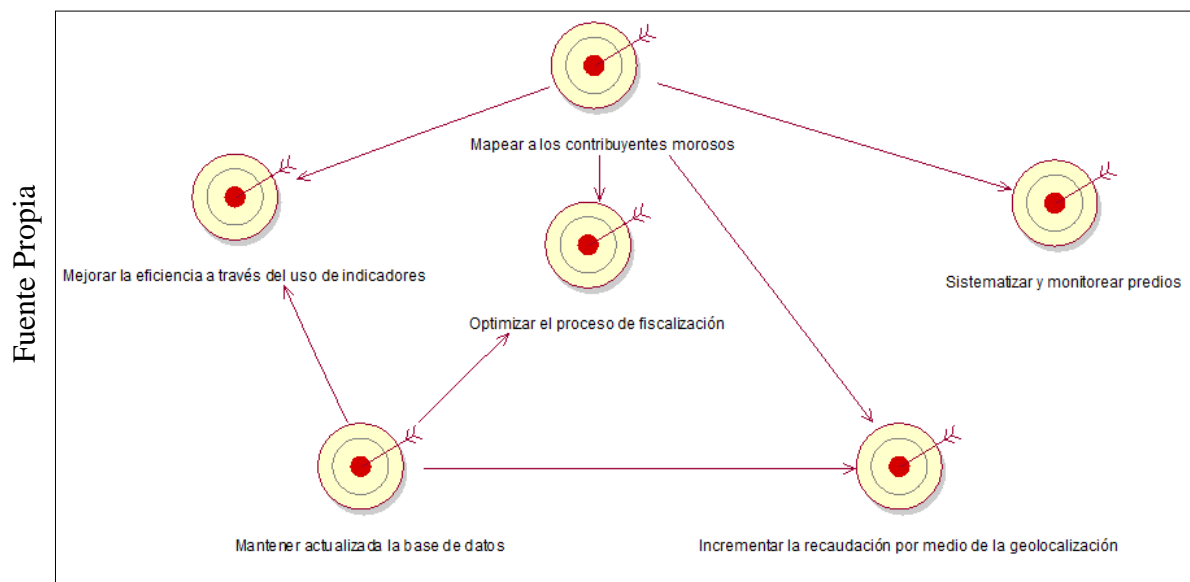 Fuente Propia
Mapear a los contribuyentes morosos
Mejorar la eficiencia a través del uso de indicadores
Sistematizar y monitorear predios
Optimizar el proceso de fiscalización
Mantener actualizada la base de datos
Incrementar la recaudación por medio de la geolocalización